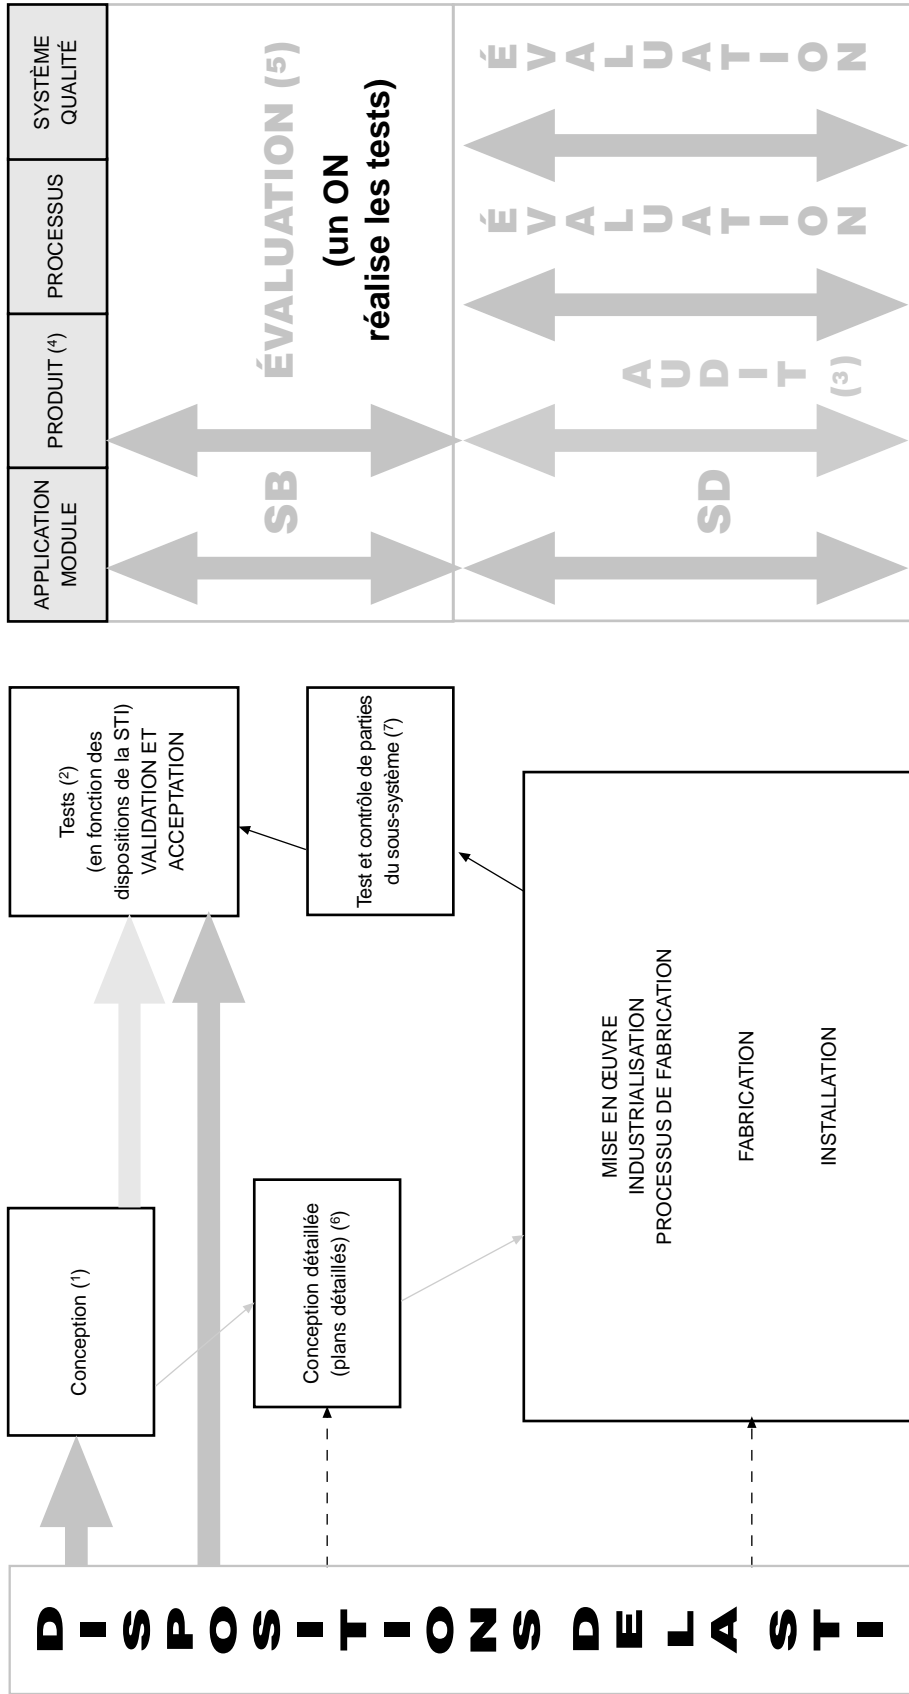 DISPOSITIONS DE LA STI
Conception (1)
Conception détaillée
(plans détaillés) (6)
MISE EN ŒUVRE
INDUSTRIALISATION
PROCESSUS DE FABRICATION
FABRICATION
INSTALLATION
Tests (2)
(en fonction des
dispositions de la STI)
VALIDATION ET
ACCEPTATION
Test et contrôle de parties
du sous-système (7)
APPLICATION
MODULE
PRODUIT (4)
PROCESSUS
SYSTÈME
QUALITÉ
SB
ÉVALUATION (5)
(un ON
réalise les tests)
SD
AUDIT (3)
ÉVALUATION
ÉVALUATION